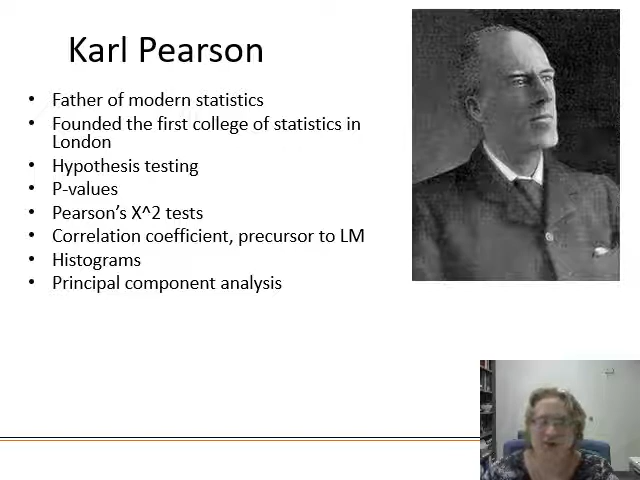 Karl Pearson
• Father of modern statistics
• Founded the first college of statistics in
London
• Hypothesis testing
• P-values
• Pearson's X^2 tests
• Correlation coefficient, precursor to LM
• Histograms
• Principal component analysis